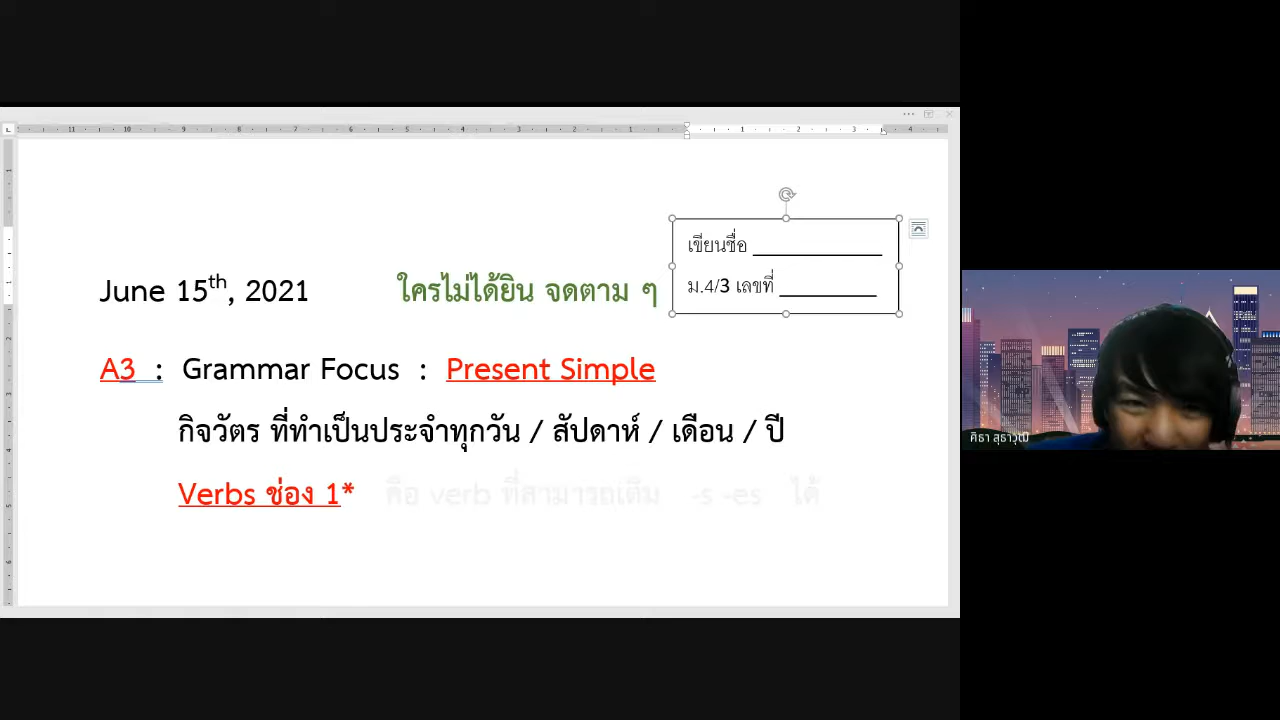 เขียนชื่อ _______________
ม.4/3 เลขที่ ____________
June 15th, 2021 ใครไม่ได้ยิน จดตาม ๆ
A3 : Grammar Focus : Present Simple
กิจวัตร ที่ทำเป็นประจำทุกวัน / สัปดาห์ / เดือน / ปี
Verbs ช่อง 1* คือ verb ที่สามารถเติม -s -es ได้
ศิธา สุธาวุฒิ